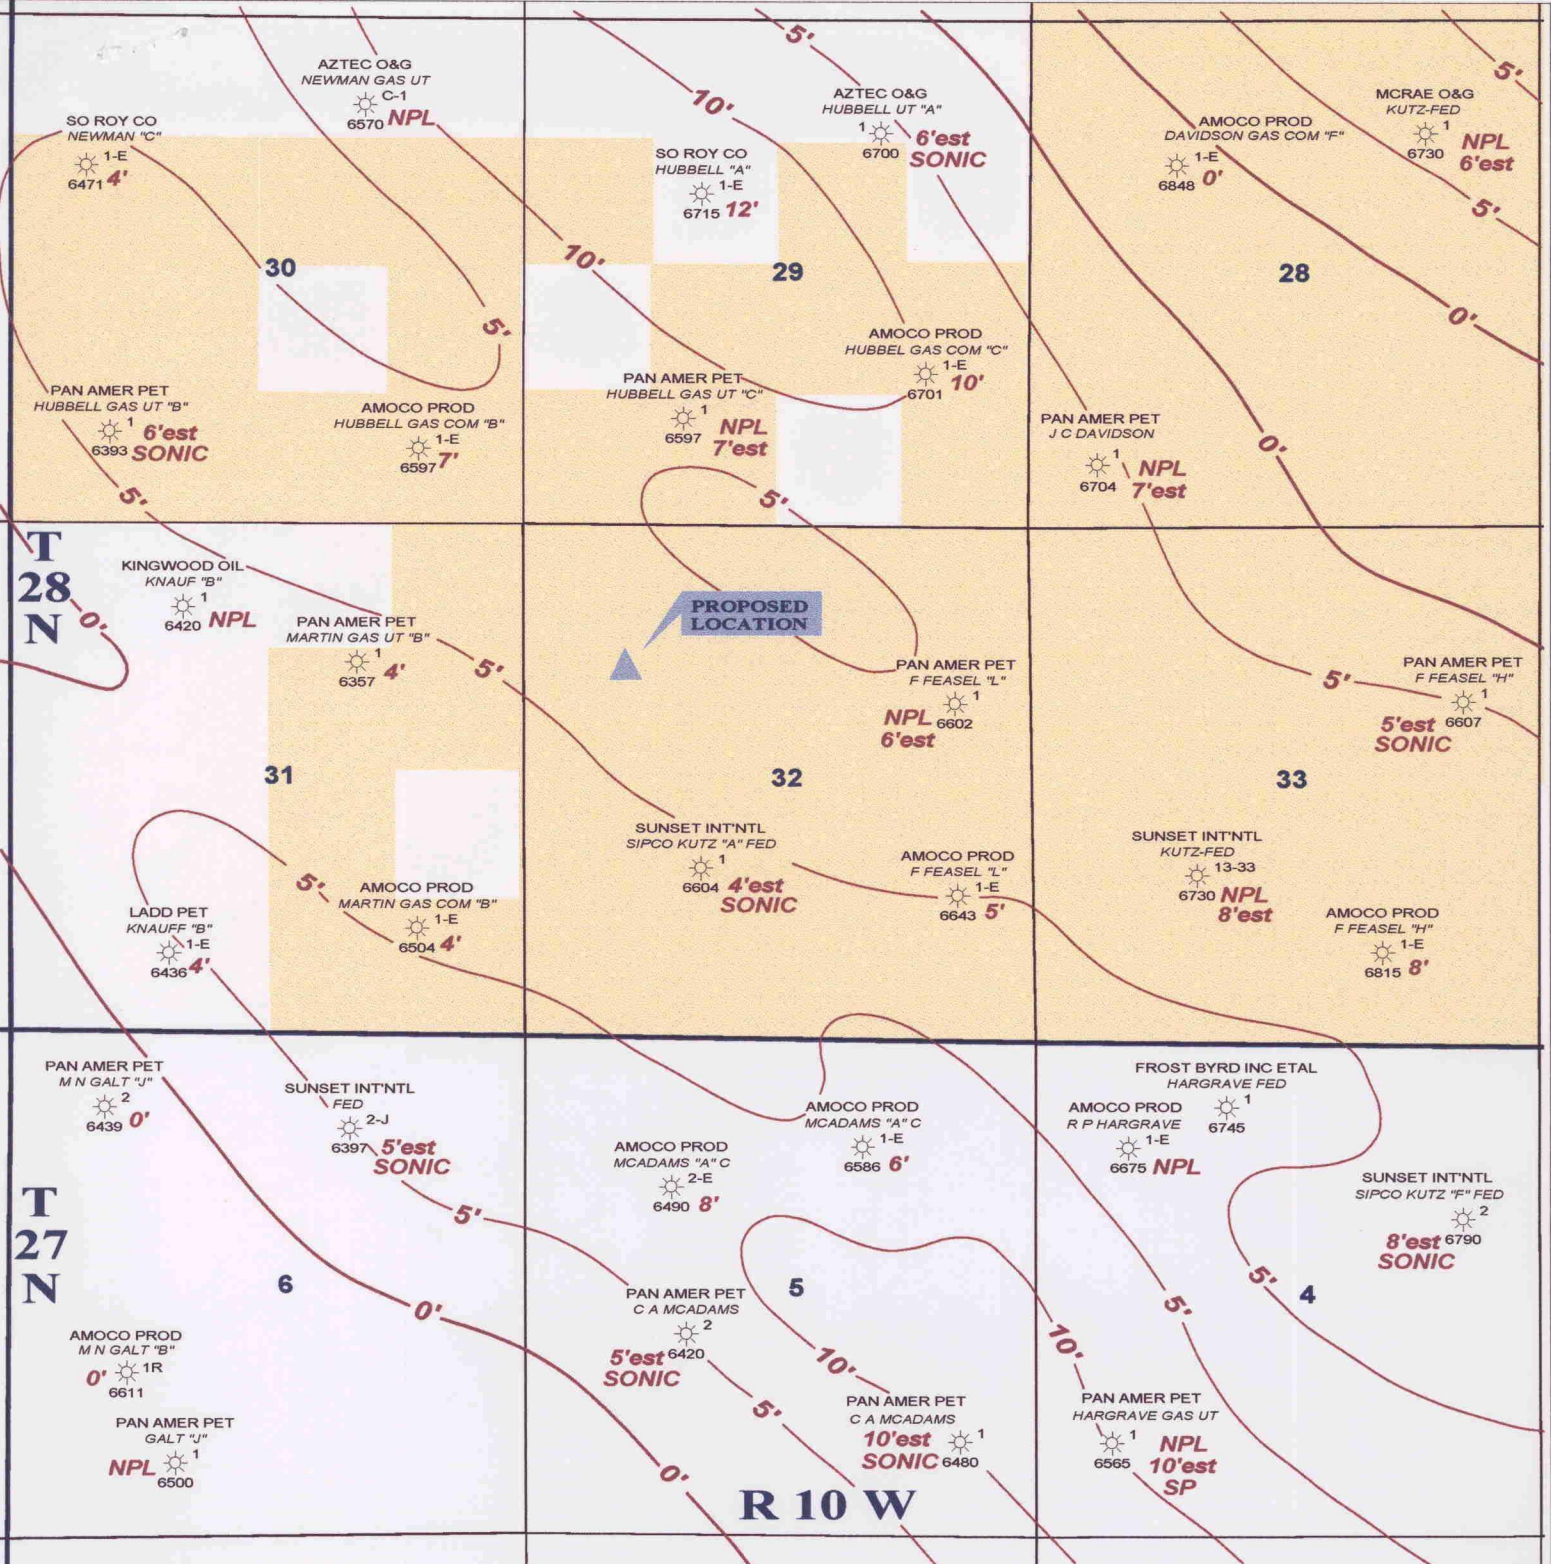 5'
5'
AZTEC O&G
NEWMAN GAS UT
C-1
6570 NPL
10'
AZTEC O&G
HUBBELL UT "A"
1
6700
6'est
SONIC
MCRAE O&G
KUTZ-FED
1
6730
NPL
6'est
SO ROY CO
NEWMAN "C"
1-E
6471 4'
AMOCO PROD
DAVIDSON GAS COM "F"
1-E
6848 0'
SO ROY CO
HUBBELL "A"
1-E
6715 12'
5'
10'
30
29
28
5'
0'
AMOCO PROD
HUBBEL GAS COM "C"
1-E
6701 10'
PAN AMER PET
HUBBELL GAS UT "B"
1
6393
6'est
SONIC
AMOCO PROD
HUBBELL GAS COM "B"
1-E
6597 7'
PAN AMER PET
HUBBELL GAS UT "C"
1
6597
NPL
7'est
PAN AMER PET
J C DAVIDSON
1
6704
NPL
7'est
0'
5'
5'
T
28
N
KINGWOOD OIL
KNAUF "B"
1
6420 NPL
0'
PROPOSED
LOCATION
PAN AMER PET
MARTIN GAS UT "B"
1
6357 4'
5'
PAN AMER PET
F FEASEL "L"
1
NPL 6602
6'est
5'
PAN AMER PET
F FEASEL "H"
1
5'est 6607
SONIC
31
32
33
SUNSET INT'NTL
SIPCO KUTZ "A" FED
1
6604 4'est
SONIC
AMOCO PROD
F FEASEL "L"
1-E
6643 5'
SUNSET INT'NTL
KUTZ-FED
13-33
6730 NPL
8'est
5'
AMOCO PROD
MARTIN GAS COM "B"
1-E
6504 4'
LADD PET
KNAUFF "B"
1-E
6436 4'
AMOCO PROD
F FEASEL "H"
1-E
6815 8'
PAN AMER PET
M N GALT "J"
2
6439 0'
SUNSET INT'NTL
FED
2-J
6397 5'est
SONIC
AMOCO PROD
MCADAMS "A" C
1-E
6586 6'
FROST BYRD INC ETAL
HARGRAVE FED
1
6745
AMOCO PROD
R P HARGRAVE
1-E
6675 NPL
AMOCO PROD
MCADAMS "A" C
2-E
6490 8'
SUNSET INT'NTL
SIPCO KUTZ "F" FED
2
8'est 6790
SONIC
T
27
N
5'
6
5
4
5'
5'
0'
PAN AMER PET
C A MCADAMS
2
5'est 6420
SONIC
10'
10'
AMOCO PROD
M N GALT "B"
0' 1R
6611
PAN AMER PET
GALT "J"
1
NPL 6500
5'
PAN AMER PET
C A MCADAMS
10'est 1
SONIC 6480
PAN AMER PET
HARGRAVE GAS UT
1
6565
NPL
10'est
SP
0'
R 10 W